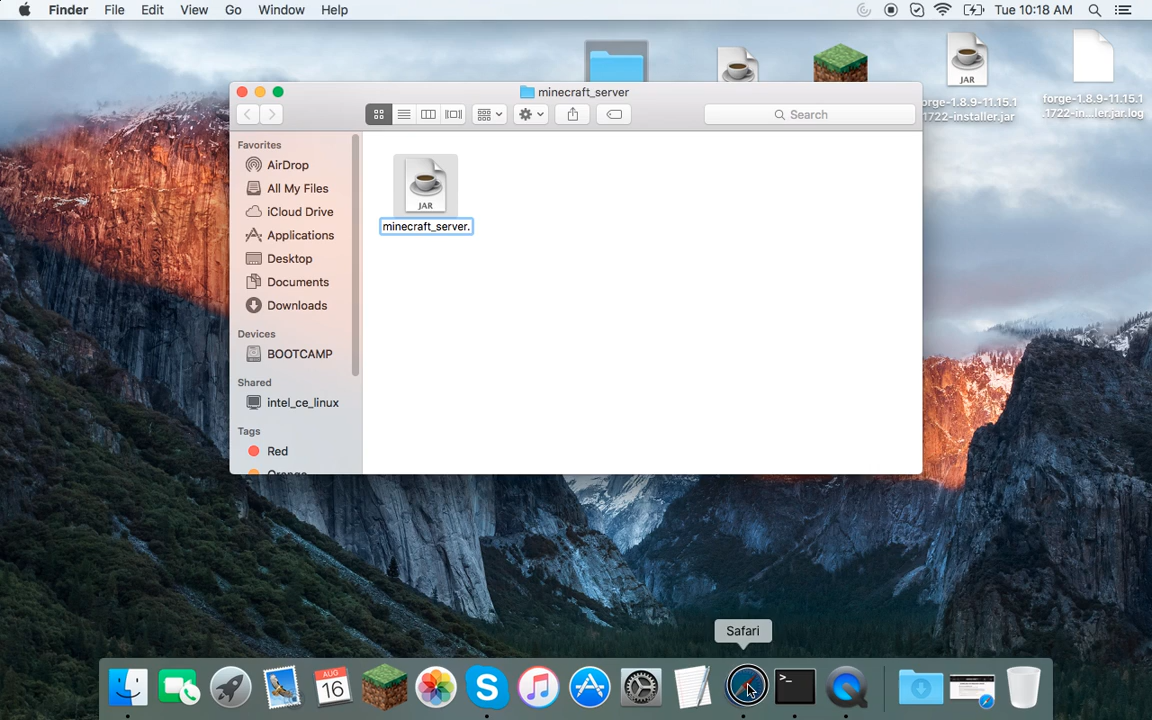 Finder File Edit View Go Window Help
Tue 10:18 AM
minecraft_server
Search
JAR
orge-1.8.9-11.15.1
1722-installer.jar
forge-1.8.9-11.15.1
.1722-in...ler.jar.log
Favorites
AirDrop
All My Files
iCloud Drive
Applications
Desktop
Documents
Downloads
Devices
BOOTCAMP
Shared
intel_ce_linux
Tags
Red
Orange
JAR
minecraft_server.
Safari
AUG
16